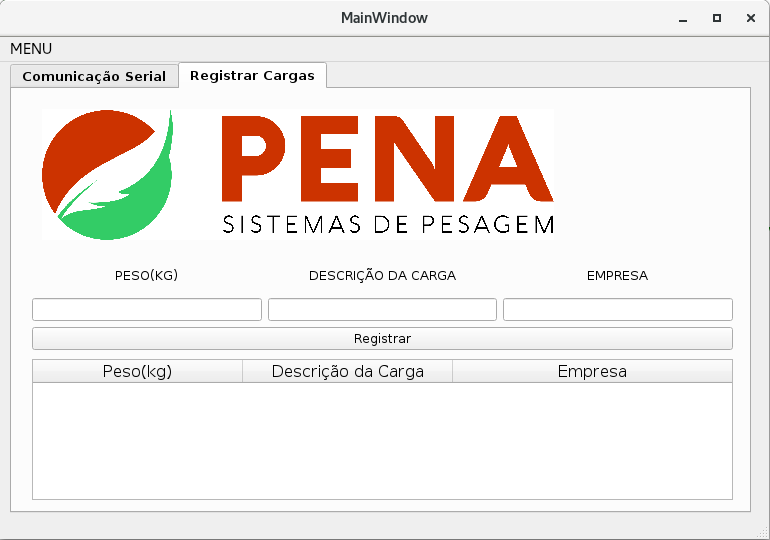 MainWindow
MENU
Comunicação Serial
Registrar Cargas
PENA
SISTEMAS DE PESAGEM
PESO(KG)
DESCRIÇÃO DA CARGA
EMPRESA
Registrar
Peso(kg)
Descrição da Carga
Empresa